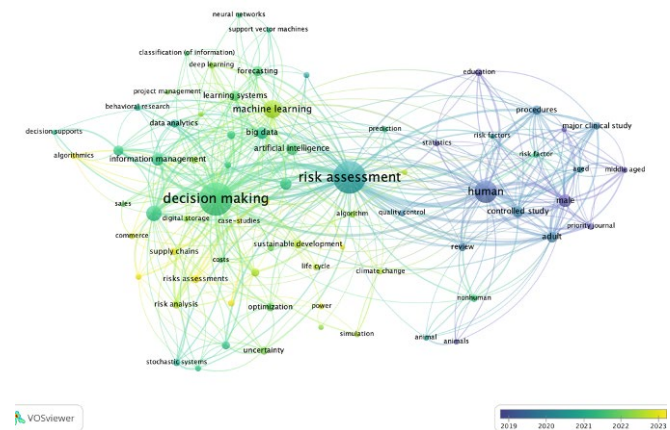 neural networks
support vector machines
classification (of information)
deep learning
forecasting
education
project management
learning systems
behavioral research
machine learning
procedures
data analytics
decision supports
big data
prediction
risk factors
major clinical study
statistics
artificial intelligence
algorithmics
information management
risk factor
aged
middle aged
risk assessment
human
decision making
male
sales
digital storage
case-studies
algorithm
quality control
controlled study
priority journal
commerce
adult
supply chains
sustainable development
review
costs
life cycle
climate change
risks assessments
risk analysis
optimization
power
nonhuman
simulation
animal
animals
uncertainty
stochastic systems
VOSviewer
2019 2020 2021 2022 2023